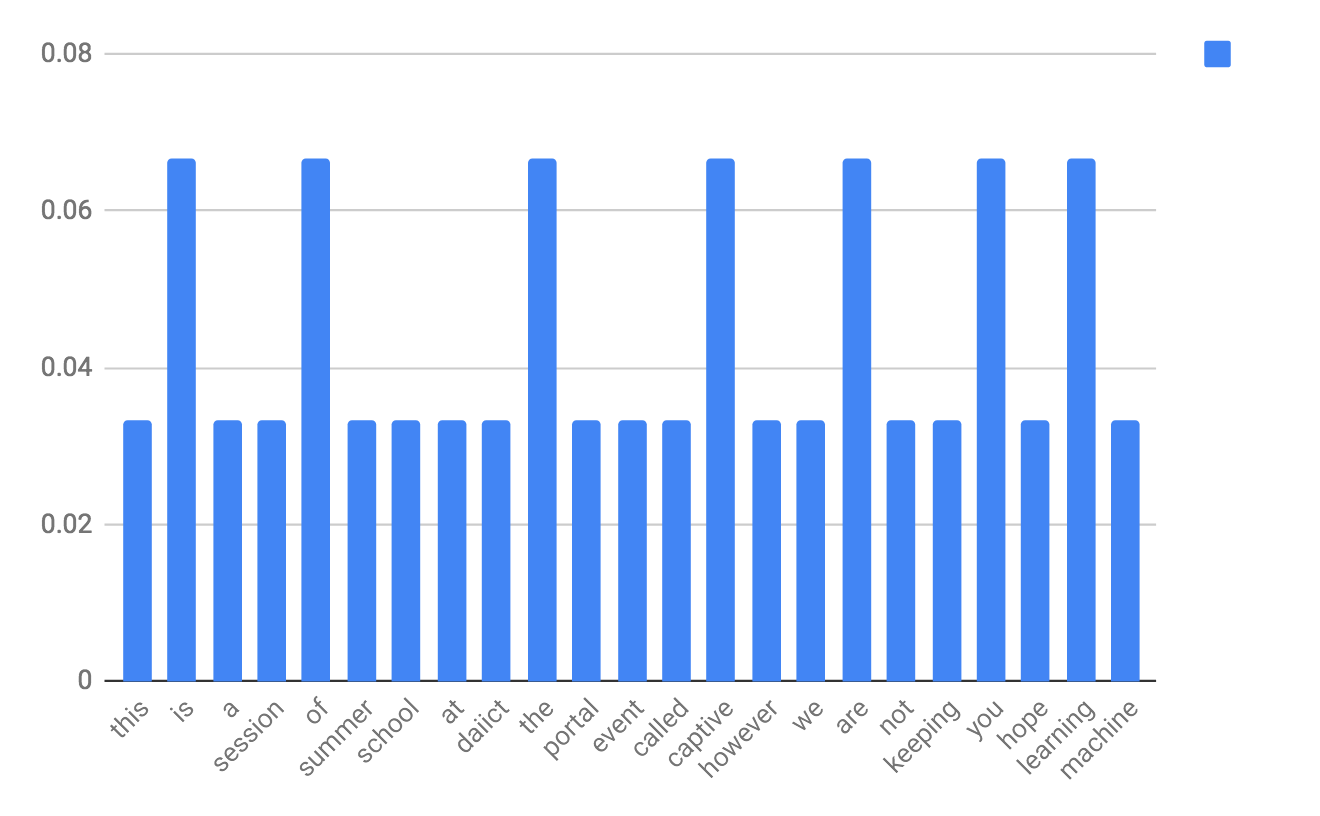 0.08
0.06
0.04
0.02
0
this
is
a
session
of
summer
school
at
daiict
the
portal
event
called
captive
however
we
are
not
keeping
you
hope
learning
machine